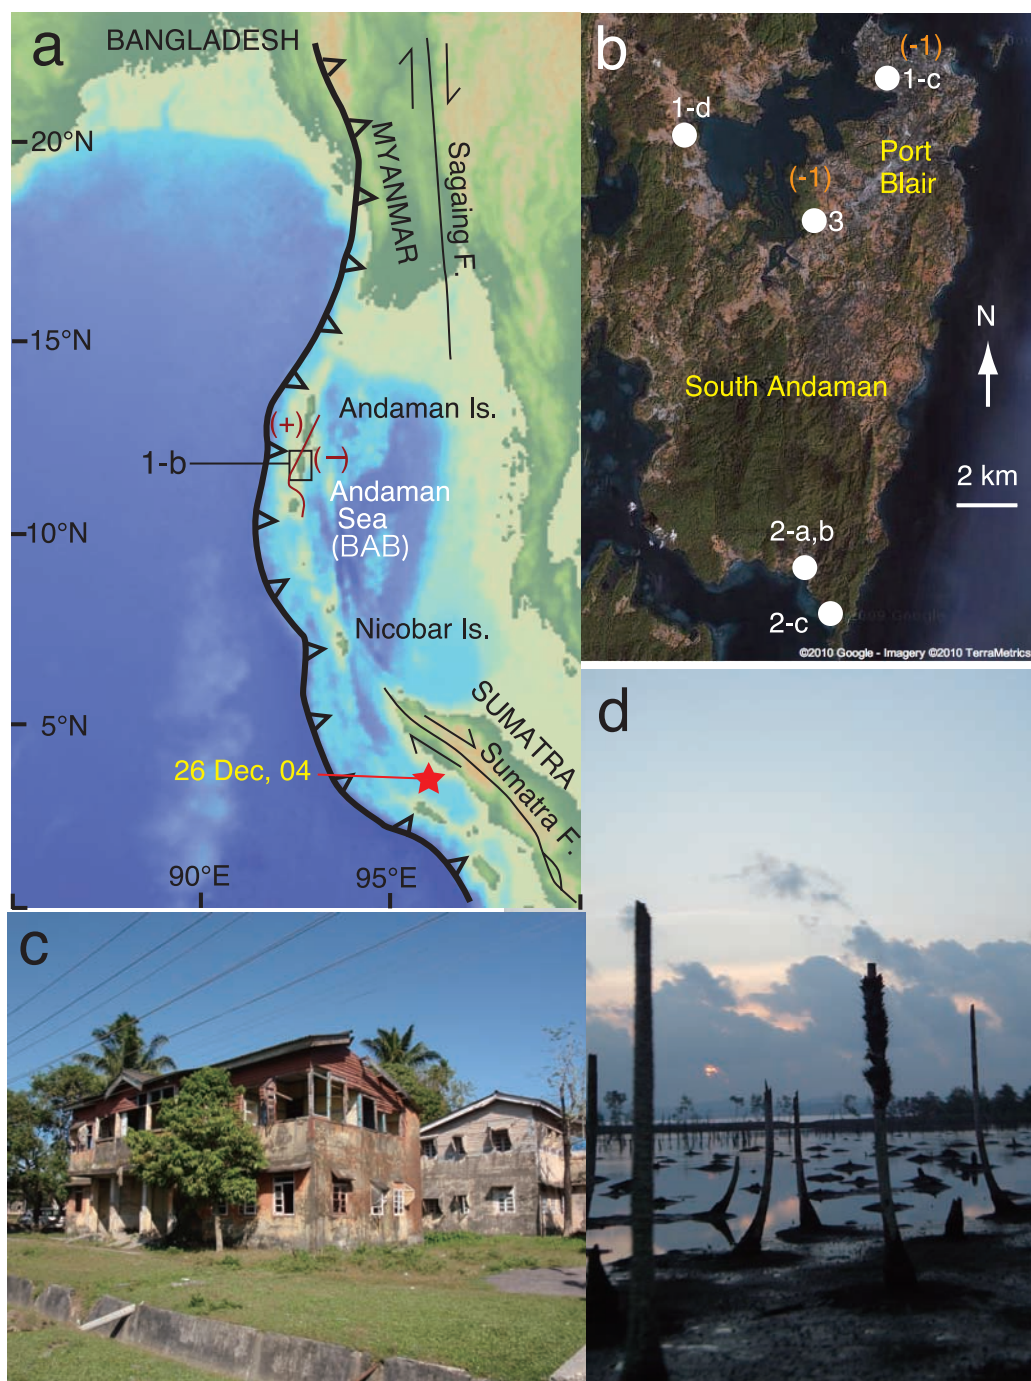 a
BANGLADESH
20°N
MYANMAR
Sagaing F.
15°N
Andaman Is.
(+)
1-b
(−)
Andaman
Sea
(BAB)
10°N
Nicobar Is.
5°N
SUMATRA
Sumatra F.
26 Dec, 04
90°E
95°E
b
(-1)
1-c
1-d
Port
Blair
(-1)
3
N
South Andaman
2 km
2-a,b
2-c
2009 Google
©2010 Google - Imagery ©2010 TerraMetrics
c
d